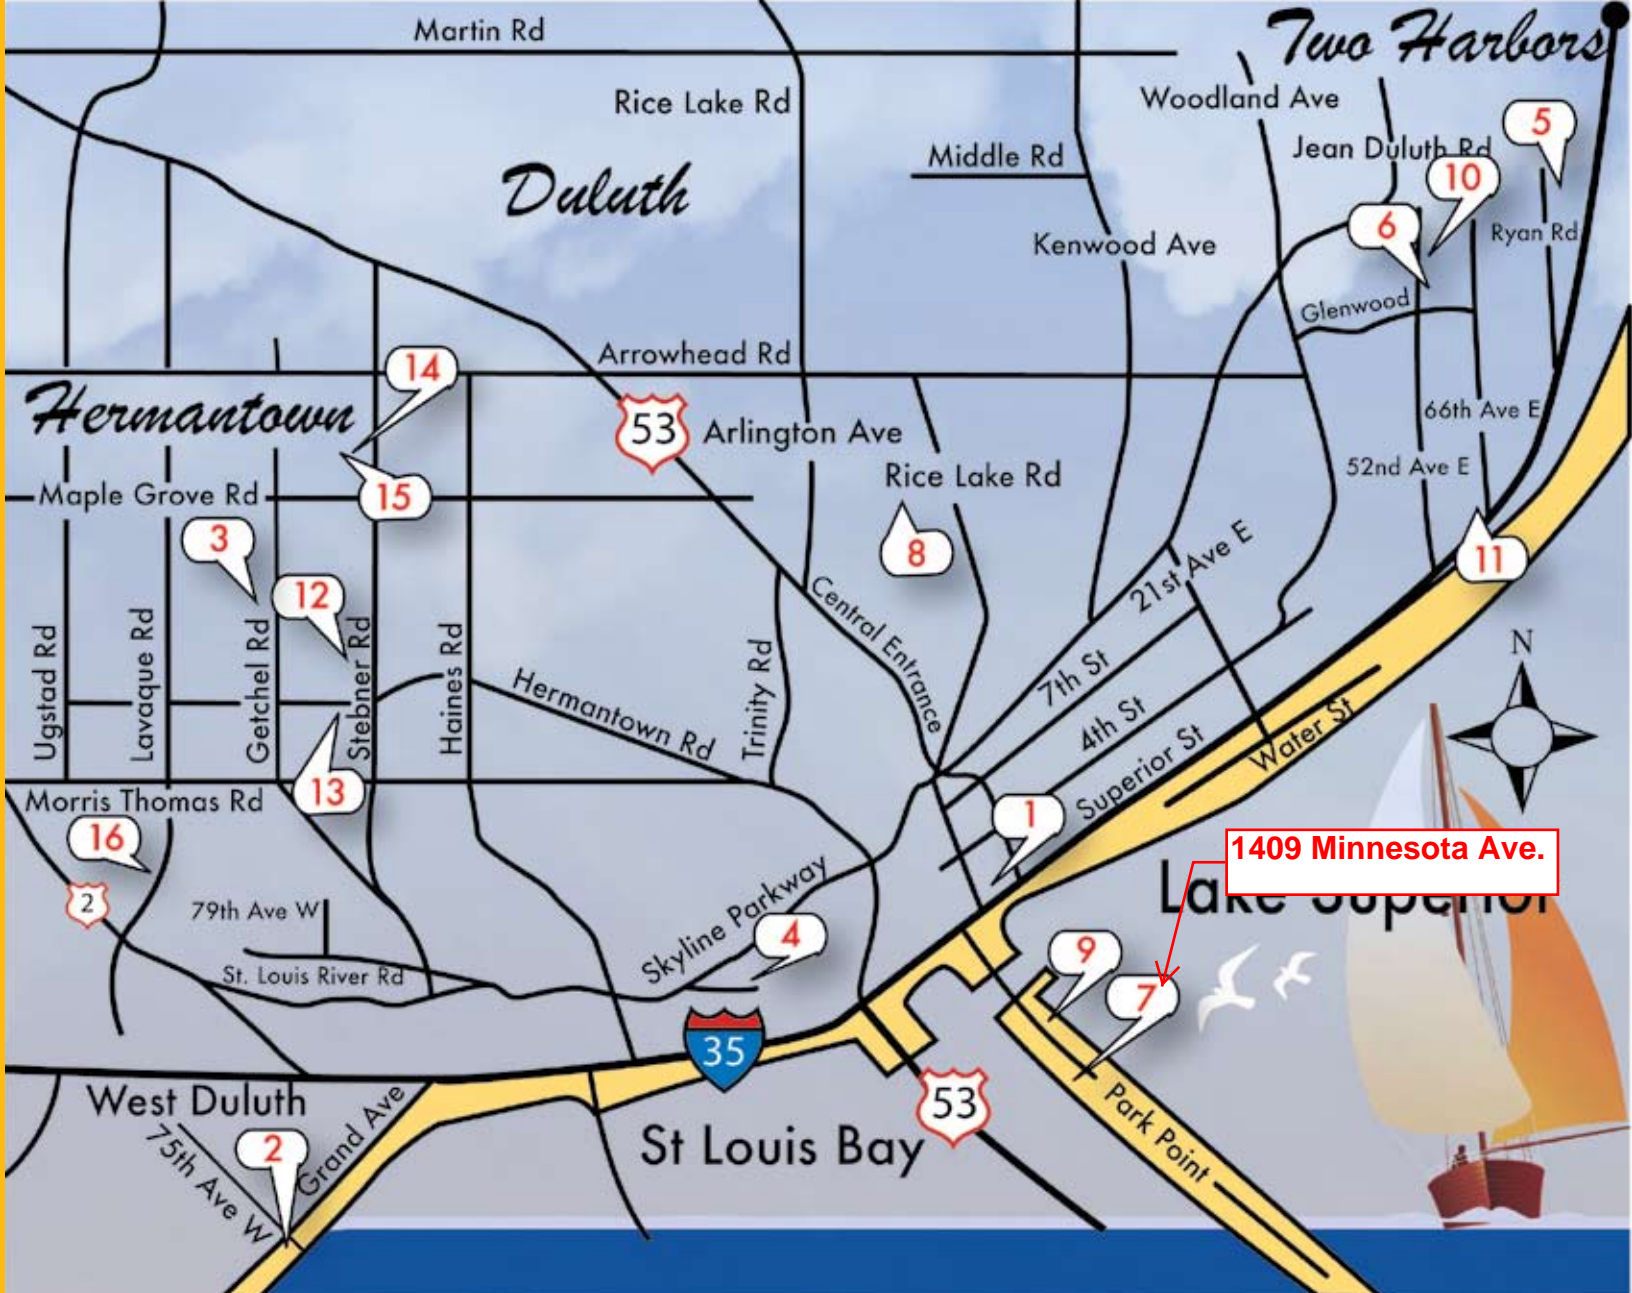 Martin Rd
Two Harbors
Rice Lake Rd
Woodland Ave
5
Jean Duluth Rd
Middle Rd
10
Duluth
6
Ryan Rd
Kenwood Ave
Glenwood
Arrowhead Rd
14
Hermantown
53
Arlington Ave
66th Ave E
52nd Ave E
Rice Lake Rd
Maple Grove Rd
15
3
8
11
21st Ave E
12
Central Entrance
Ugstad Rd
Lavaque Rd
Getchel Rd
Stebner Rd
Haines Rd
Trinity Rd
Hermantown Rd
7th St
4th St
Superior St
Water St
N
13
Morris Thomas Rd
16
1
1409 Minnesota Ave.
Lake Superior
2
79th Ave W
Skyline Parkway
4
9
7
St. Louis River Rd
35
53
West Duluth
Grand Ave
75th Ave W
2
St Louis Bay
Park Point